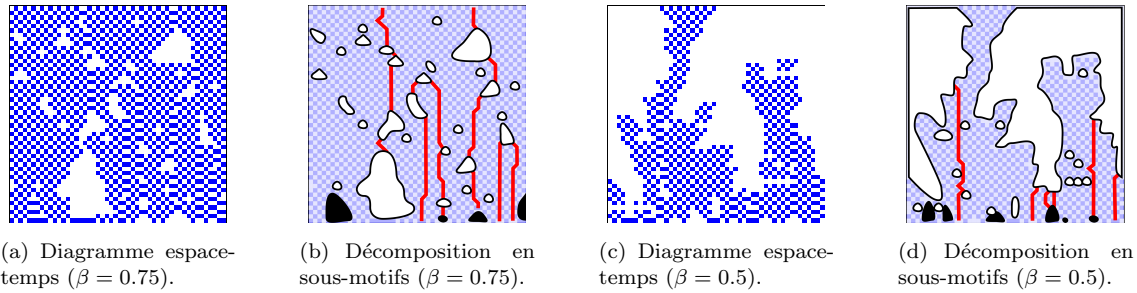 (a) Diagramme espace-
temps (β = 0.75).
(b) Décomposition en
sous-motifs (β = 0.75).
(c) Diagramme espace-
temps (β = 0.5).
(d) Décomposition en
sous-motifs (β = 0.5).